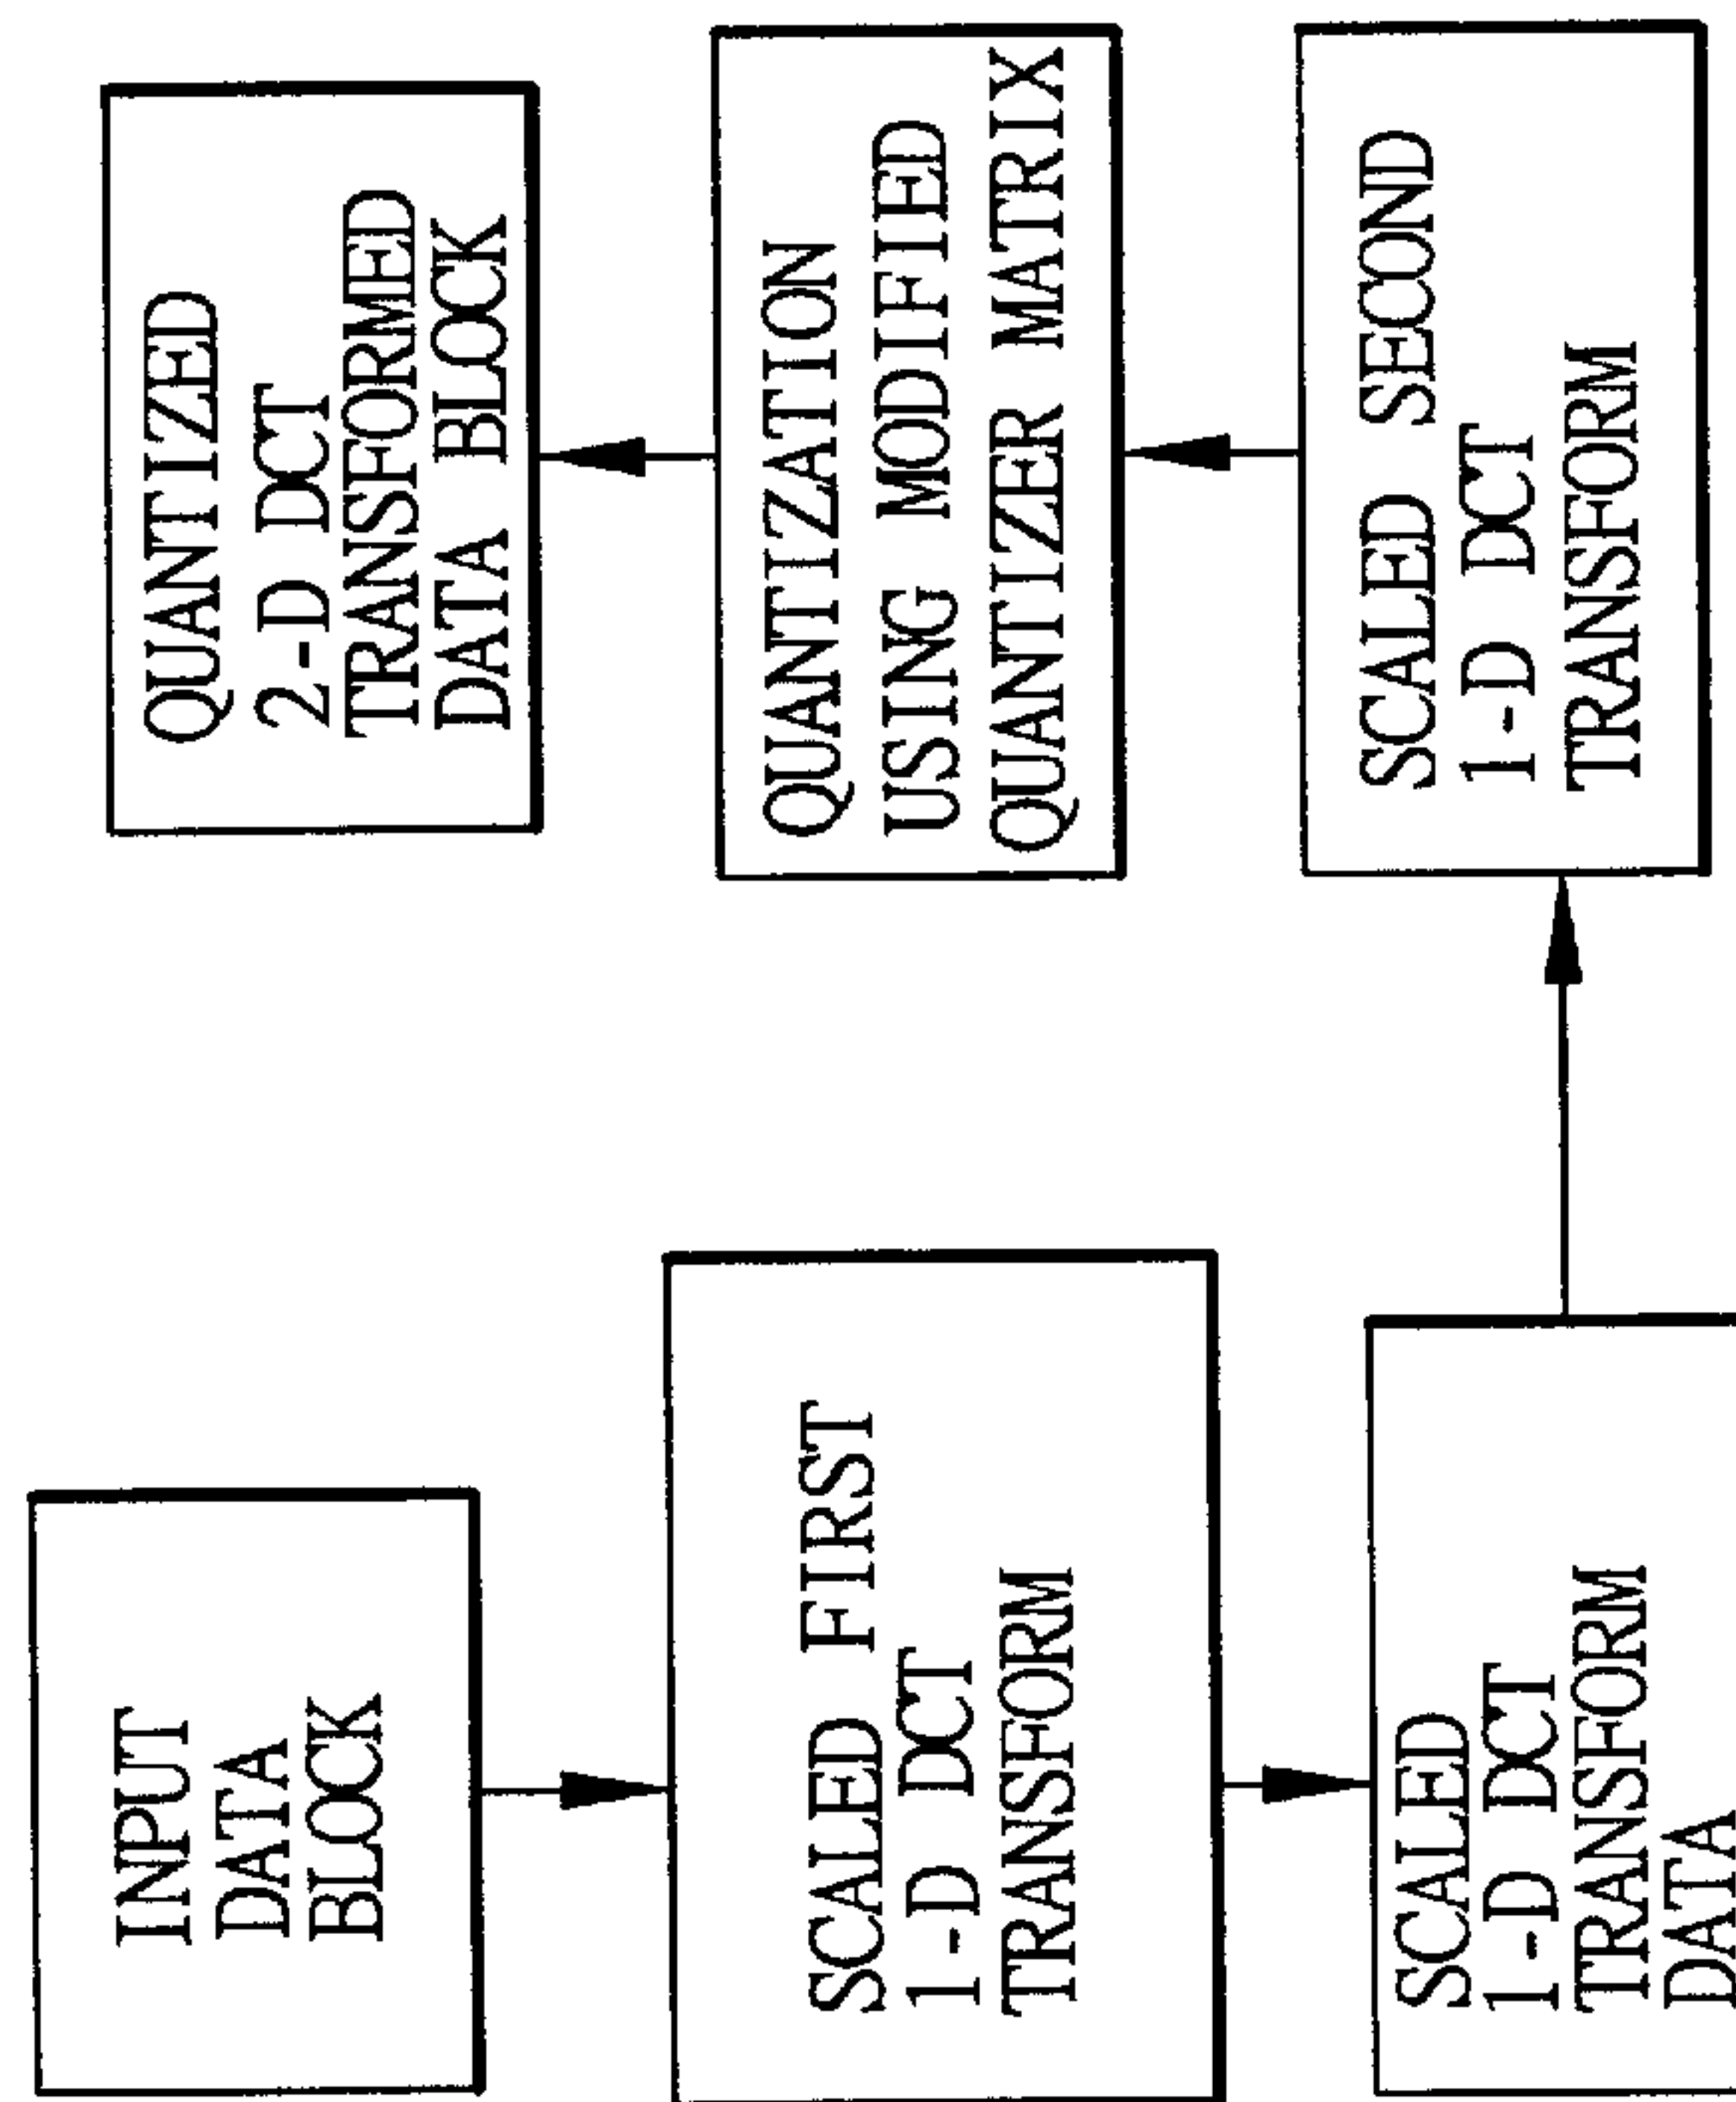 INPUT
DATA
BLOCK
SCALED FIRST
1-D DCT
TRANSFORM
SCALED
1-D DCT
TRANSFORM
DATA
SCALED SECOND
1-D DCT
TRANSFORM
QUANTIZATION
USING MODIFIED
QUANTIZER MATRIX
QUANTIZED
2-D DCT
TRANSFORMED
DATA BLOCK